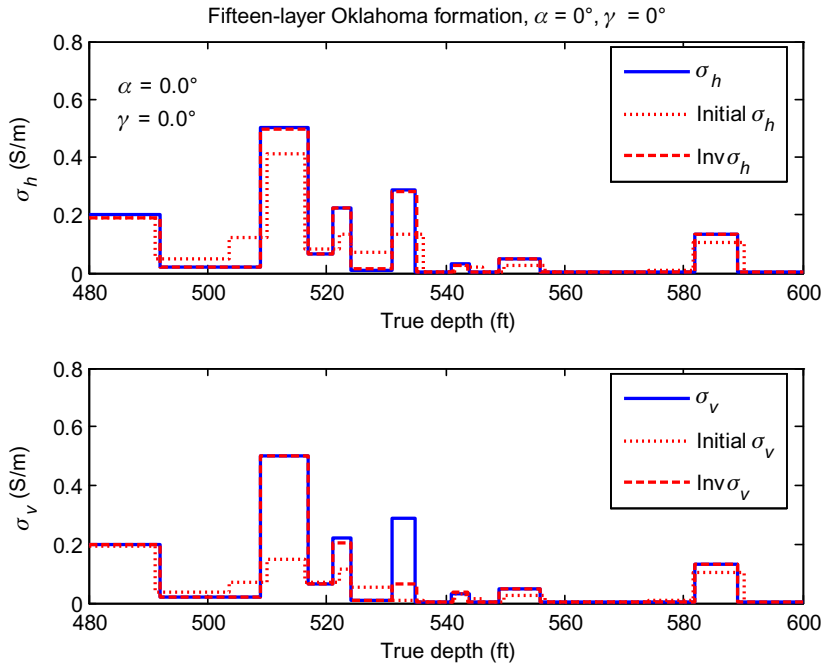 Fifteen-layer Oklahoma formation, α = 0°, γ = 0°
0.8
0.6
0.4
0.2
0
σh (S/m)
α = 0.0°
γ = 0.0°
σh
Initial σh
Inv σh
480 500 520 540 560 580 600
True depth (ft)
0.8
0.6
0.4
0.2
0
σv (S/m)
σv
Initial σv
Inv σv
480 500 520 540 560 580 600
True depth (ft)